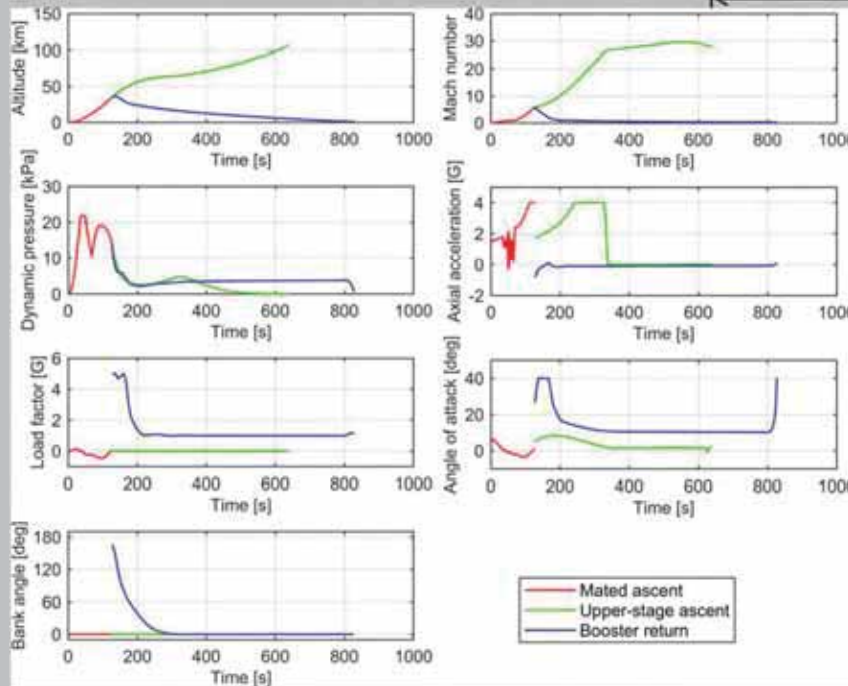 Altitude [km]
150
100
50
0
0 200 400 600 800 1000
Time [s]
Mach number
40
30
20
10
0
0 200 400 600 800 1000
Time [s]
Dynamic pressure [kPa]
30
20
10
0
0 200 400 600 800 1000
Time [s]
Axial acceleration [G]
4
2
0
-2
0 200 400 600 800 1000
Time [s]
Load factor [G]
6
4
2
0
0 200 400 600 800 1000
Time [s]
Angle of attack [deg]
40
20
0
0 200 400 600 800 1000
Time [s]
Bank angle [deg]
180
120
60
0
0 200 400 600 800 1000
Time [s]
Mated ascent
Upper-stage ascent
Booster return